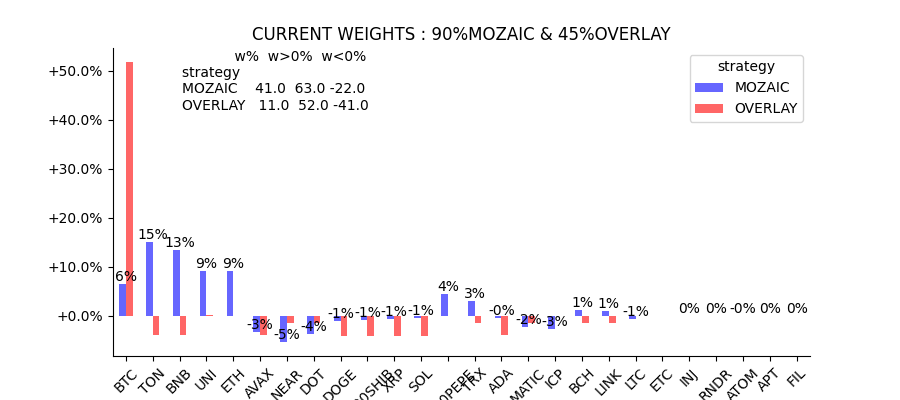 CURRENT WEIGHTS : 90%MOZAIC & 45%OVERLAY
w% w>0% w<0%
strategy
MOZAIC 41.0 63.0 -22.0
OVERLAY 11.0 52.0 -41.0
strategy
MOZAIC
OVERLAY
+50.0%
+40.0%
+30.0%
+20.0%
+10.0%
+0.0%
6% 15% 13% 9% 9% -3% -5% -4% -1% -1% -1% -1% 4% 3% -0% -2% -3% 1% 1% -1% 0% 0% -0% 0% 0%
BTC TON BNB UNI ETH AVAX NEAR DOT DOGE XRP SOL TRX ADA MATIC ICP BCH LINK LTC ETC INJ RNDR ATOM APT FIL